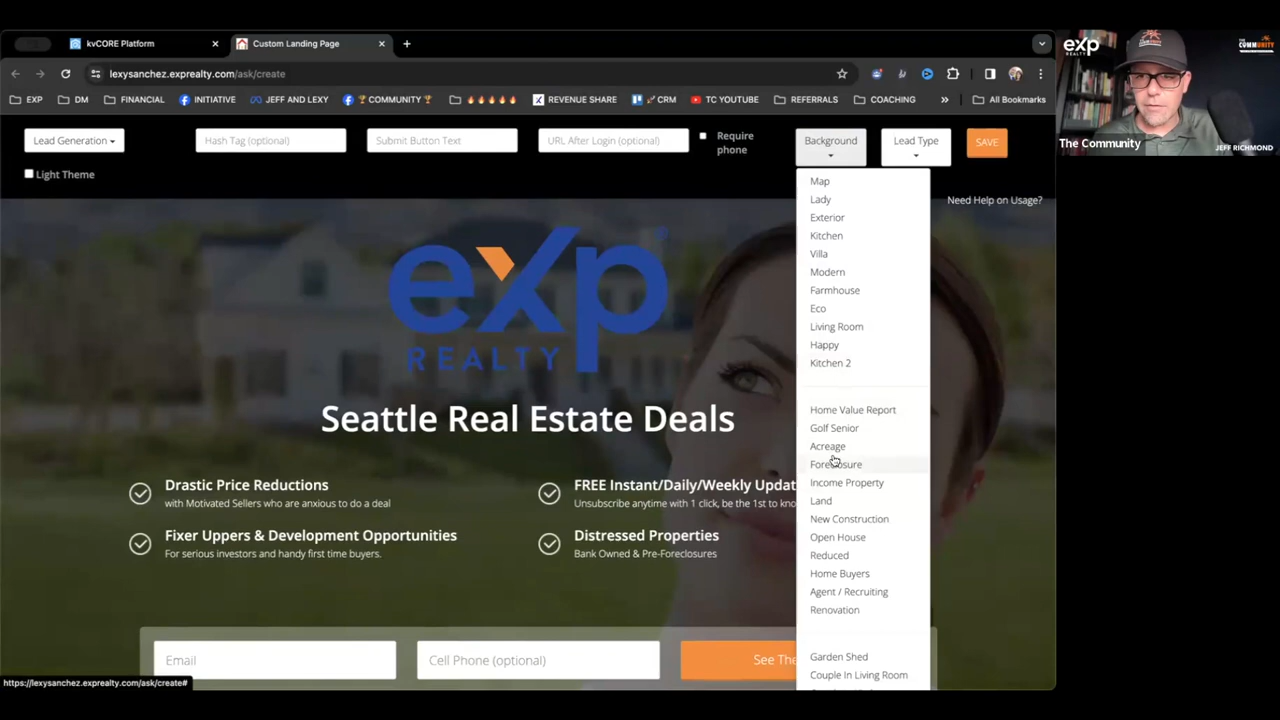 kvCORE Platform
Custom Landing Page
lexysanchez.exprealty.com/ask/create
EXP
DM
FINANCIAL
INITIATIVE
JEFF AND LEXY
🏆COMMUNITY 🏆
🔥🔥🔥🔥🔥
REVENUE SHARE
🚀CRM
TC YOUTUBE
REFERRALS
COACHING
»
All Bookmarks
Lead Generation
Hash Tag (optional)
Submit Button Text
URL After Login (optional)
Require
phone
Background
Lead Type
SAVE
Light Theme
Need Help on Usage?
Map
Lady
Exterior
Kitchen
Villa
Modern
Farmhouse
Eco
Living Room
Happy
Kitchen 2
Home Value Report
Golf Senior
Acreage
Foreclosure
Income Property
Land
New Construction
Open House
Reduced
Home Buyers
Agent / Recruiting
Renovation
Garden Shed
Couple In Living Room
eXp
REALTY
Seattle Real Estate Deals
Drastic Price Reductions
with Motivated Sellers who are anxious to do a deal
FREE Instant/Daily/Weekly Updat
Unsubscribe anytime with 1 click, be the 1st to kno
Fixer Uppers & Development Opportunities
For serious investors and handy first time buyers.
Distressed Properties
Bank Owned & Pre-Foreclosures
Email
Cell Phone (optional)
See The
https://lexysanchez.exprealty.com/ask/create#
eXp
REALTY
THE
COMMUNITY
The Community
JEFF RICHMOND